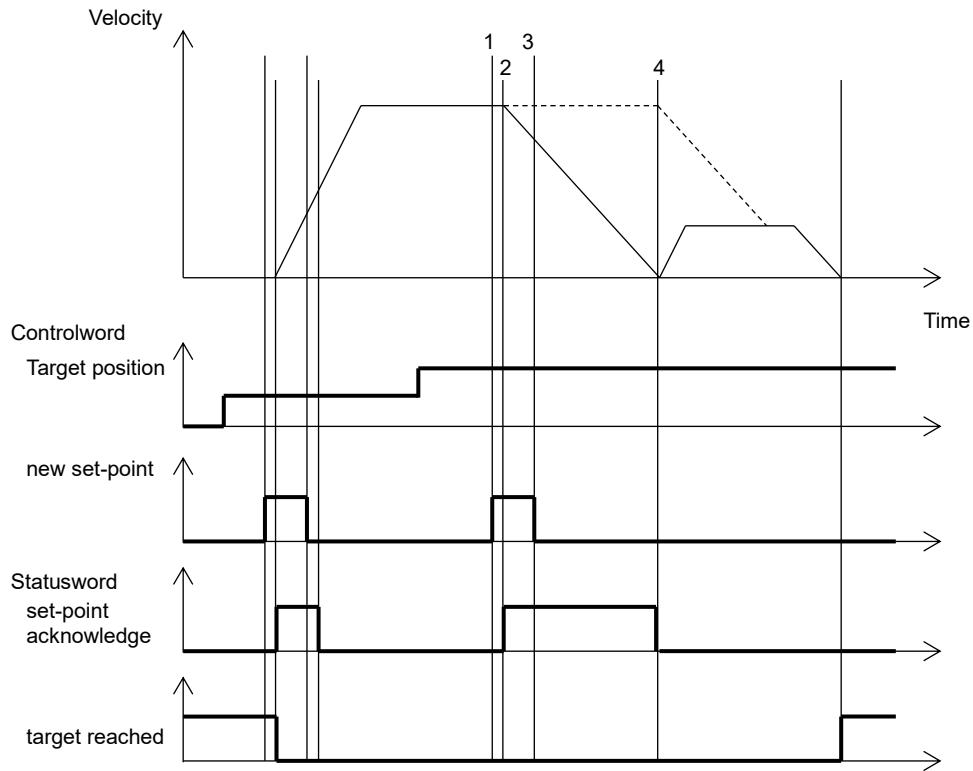 Velocity
1
3
2
4
Time
Controlword
Target position
new set-point
Statusword
set-point
acknowledge
target reached